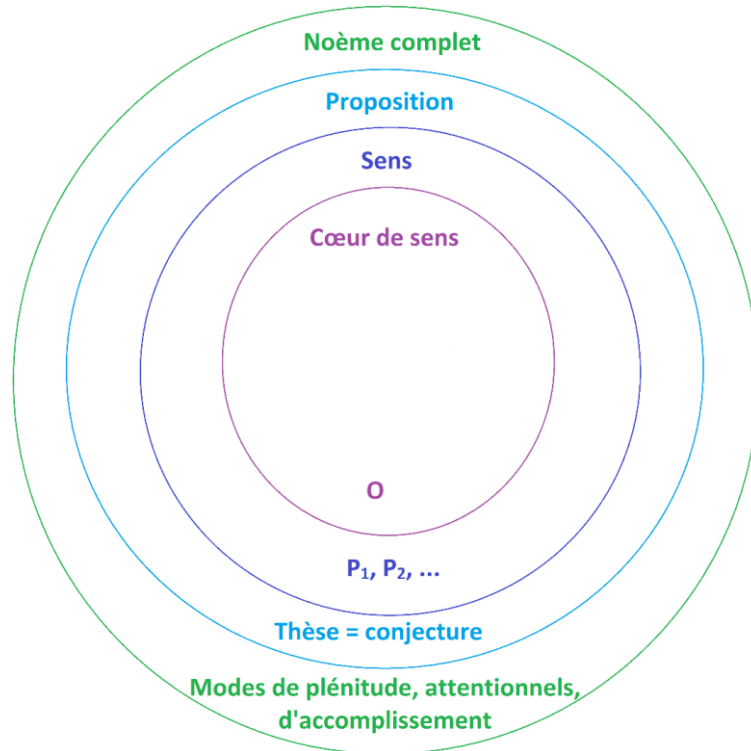 Noème complet
Proposition
Sens
Cœur de sens
O
P₁, P₂, ...
Thèse = conjecture
Modes de plénitude, attentionnels,
d'accomplissement